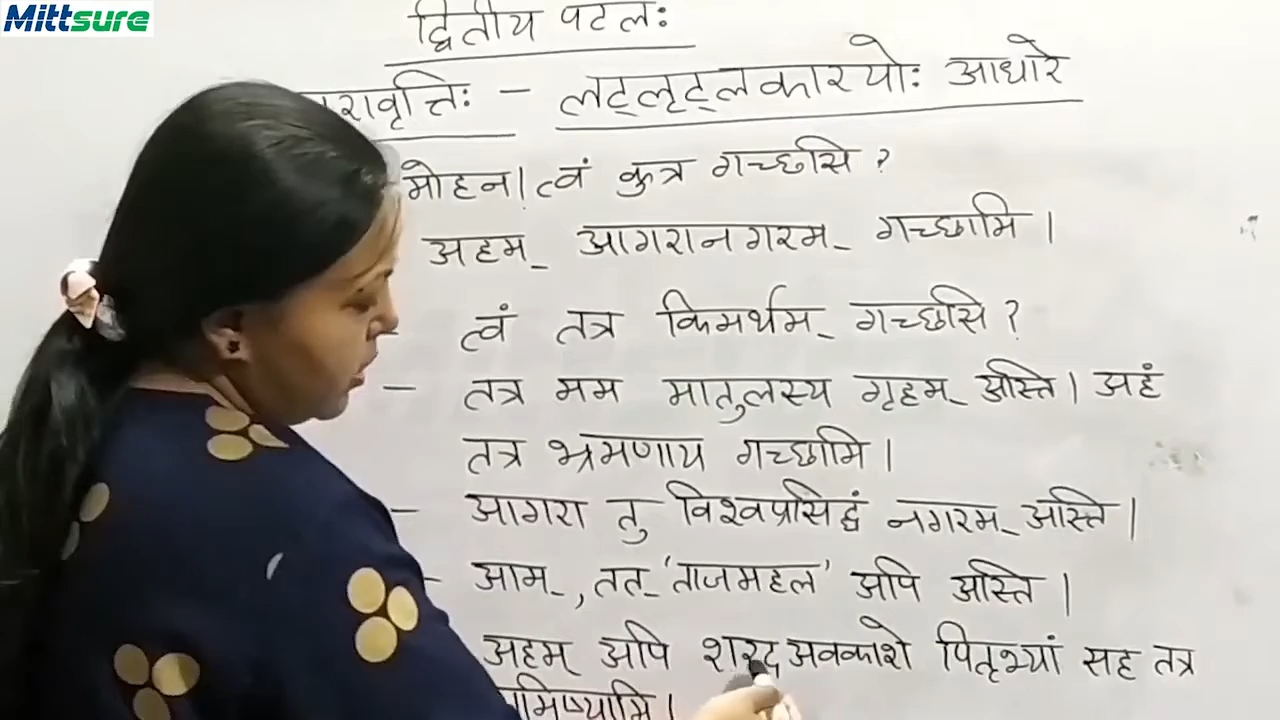 Mittsure
द्वितीय पटलः
रावृत्तिः - लट्लृट्लकारयोः आधारे
मोहन। त्वं कुत्र गच्छसि ?
अहम् आगरानगरम् गच्छामि ।
त्वं तत्र किमर्थम् गच्छसि ?
- तत्र मम मातुलस्य गृहम् अस्ति । अहं
तत्र भ्रमणाय गच्छामि ।
- आगरा तु विश्वप्रसिद्धं नगरम् अस्ति ।
- आम् , तत् 'ताजमहल' अपि अस्ति ।
अहम् अपि शरद अवकाशे पितृभ्यां सह तत्र
मिष्यामि ।